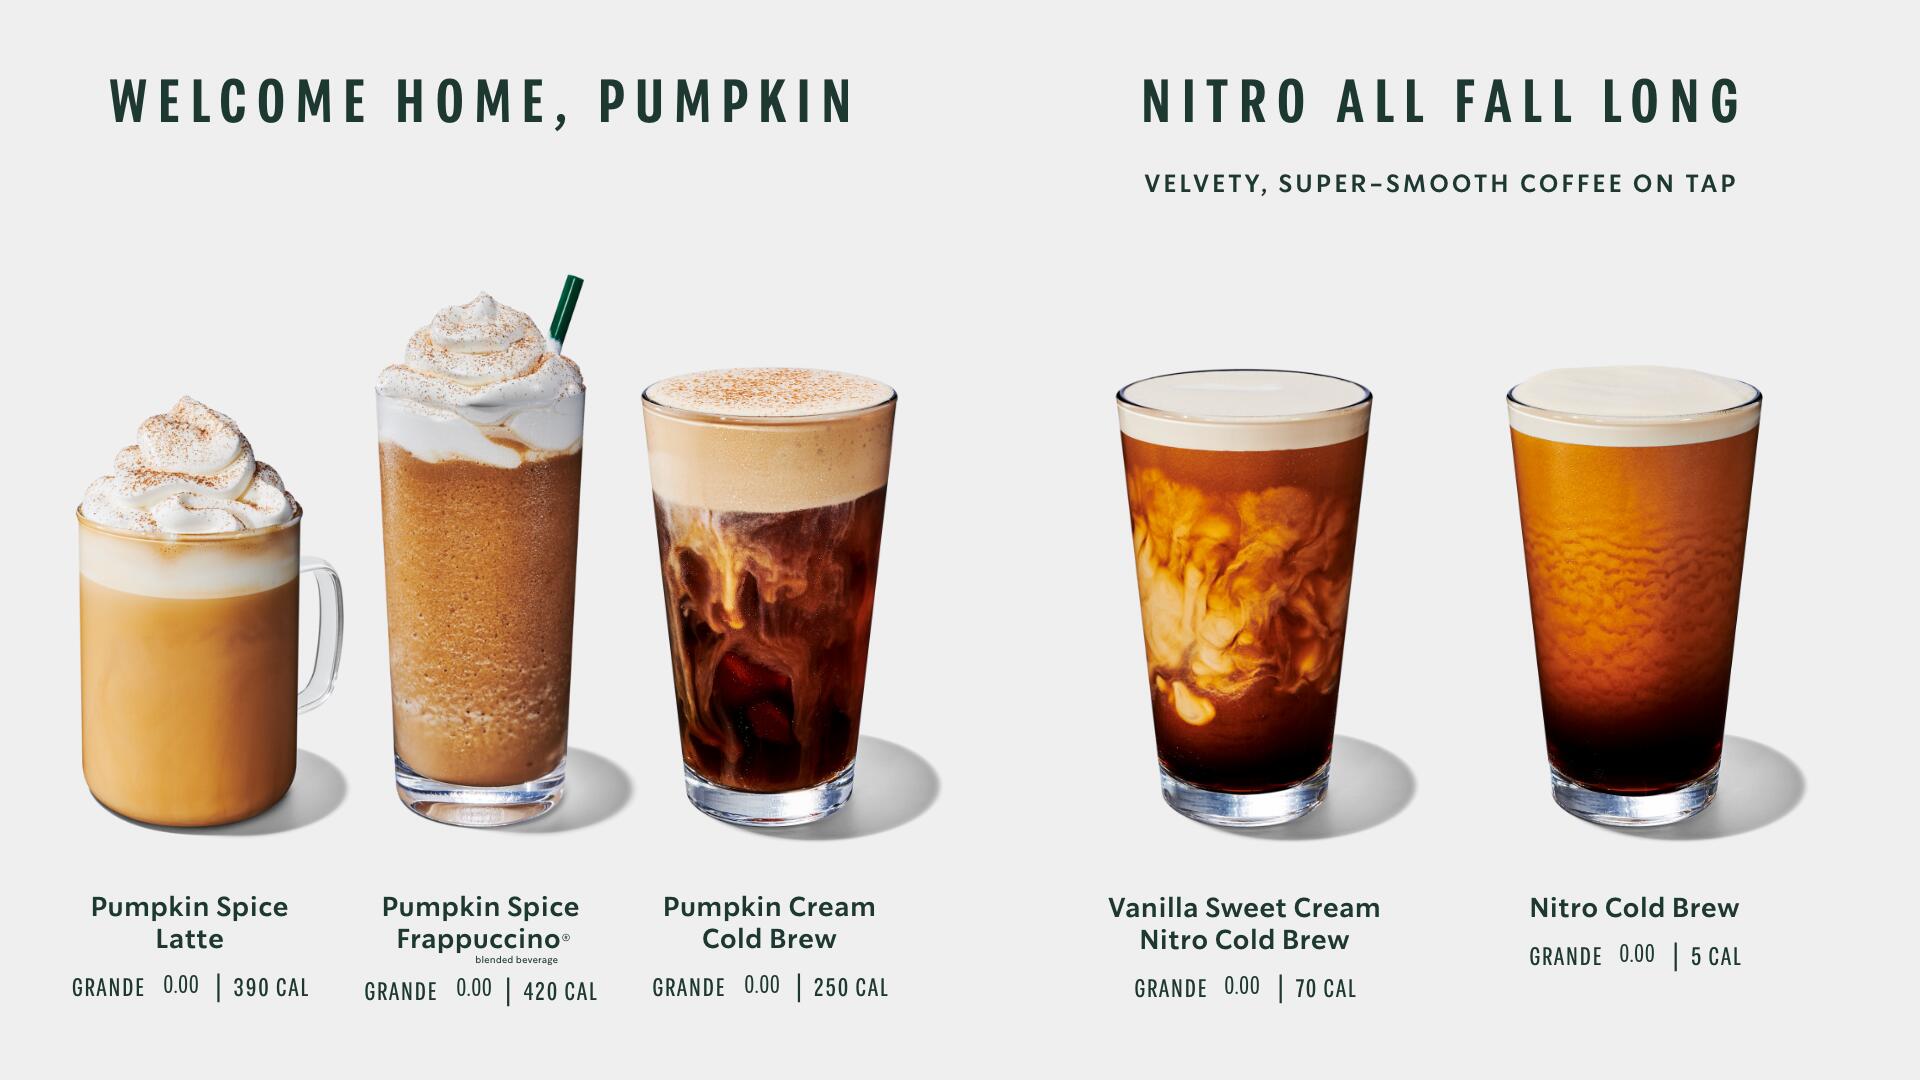 WELCOME HOME, PUMPKIN
Pumpkin Spice
Latte
GRANDE 0.00 | 390 CAL
Pumpkin Spice
Frappuccino®
blended beverage
GRANDE 0.00 | 420 CAL
Pumpkin Cream
Cold Brew
GRANDE 0.00 | 250 CAL
NITRO ALL FALL LONG
VELVETY, SUPER-SMOOTH COFFEE ON TAP
Vanilla Sweet Cream
Nitro Cold Brew
GRANDE 0.00 | 70 CAL
Nitro Cold Brew
GRANDE 0.00 | 5 CAL